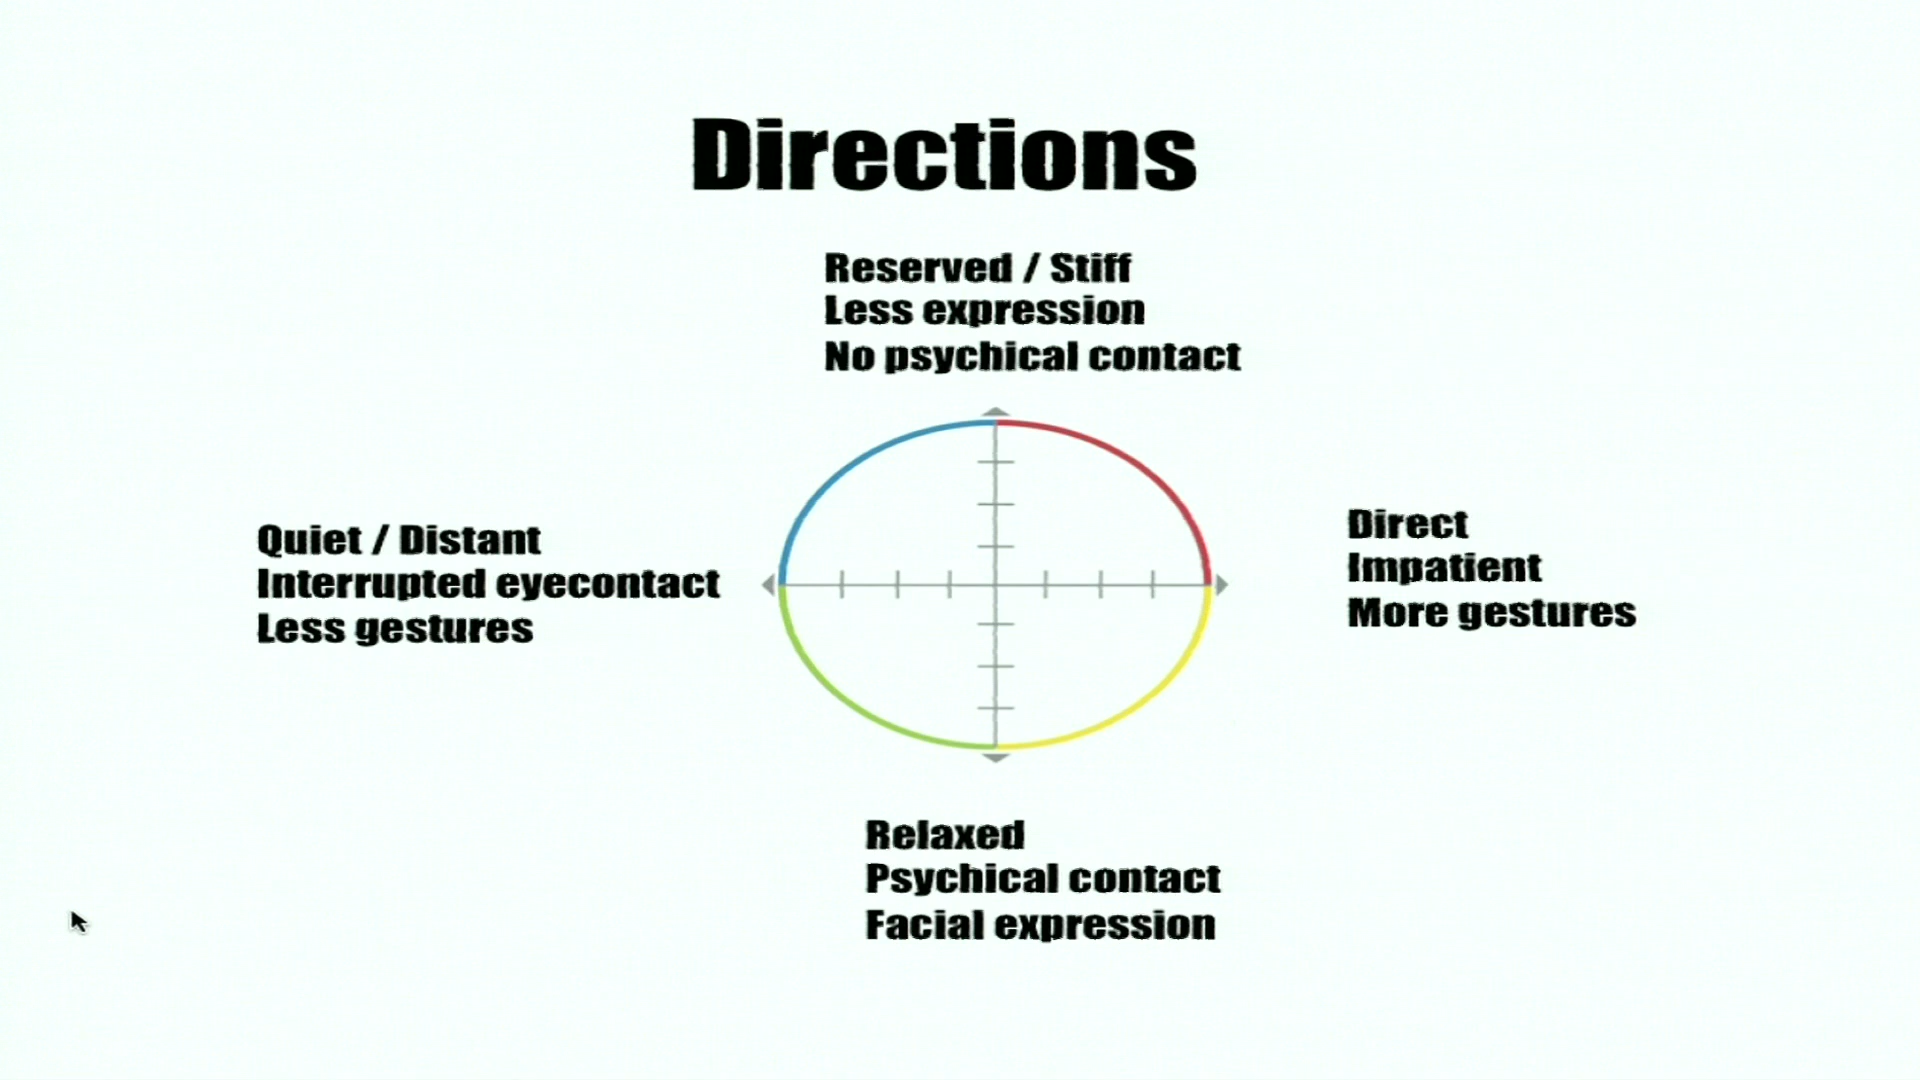 Directions
Reserved / Stiff
Less expression
No psychical contact
Quiet / Distant
Interrupted eyecontact
Less gestures
Direct
Impatient
More gestures
Relaxed
Psychical contact
Facial expression